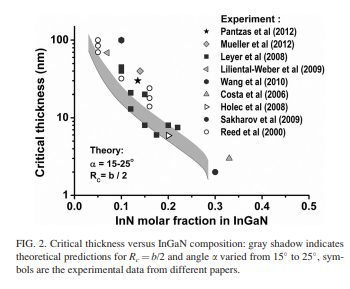 Experiment :
Pantzas et al (2012)
Mueller et al (2012)
Leyer et al (2008)
Liliental-Weber et al (2009)
Wang et al (2010)
Costa et al (2006)
Holec et al (2008)
Sakharov et al (2009)
Reed et al (2000)
Critical thickness (nm)
100
10
1
Theory:
α = 15-25°
Rc= b / 2
0.0 0.1 0.2 0.3 0.4 0.5
InN molar fraction in InGaN
FIG. 2. Critical thickness versus InGaN composition: gray shadow indicates
theoretical predictions for Rc = b/2 and angle α varied from 15° to 25°, sym-
bols are the experimental data from different papers.